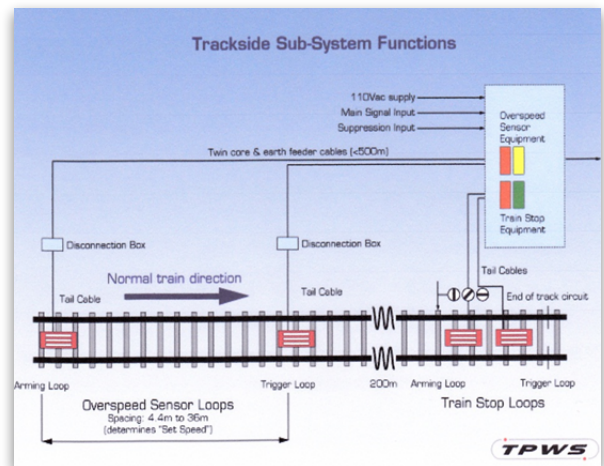 Trackside Sub-System Functions
110Vac supply
Main Signal Input
Suppression Input
Overspeed
Sensor
Equipment
Twin core & earth feeder cables (<500m)
Train Stop
Equipment
Disconnection Box
Disconnection Box
Tail Cables
Normal train direction
Tail Cable
Tail Cable
End of track circuit
Arming Loop
Trigger Loop
200m
Arming Loop
Trigger Loop
Overspeed Sensor Loops
Spacing: 4.4m to 36m
(determines "Set Speed")
Train Stop Loops
TPWS